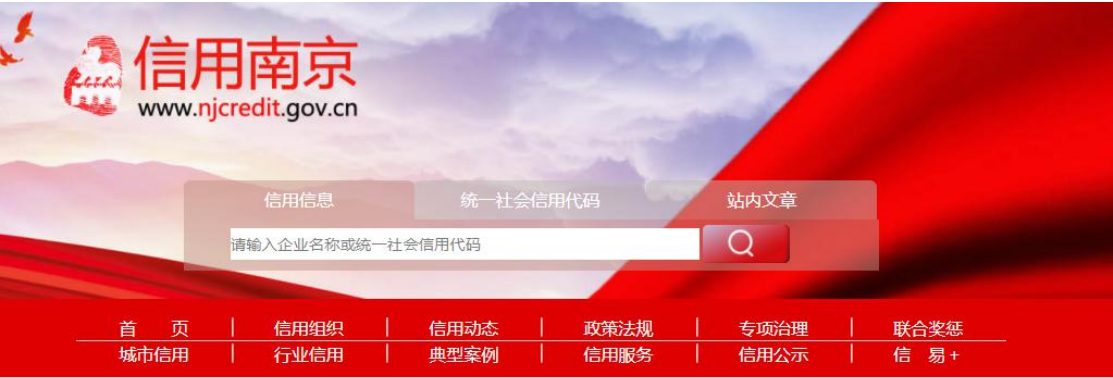 信用南京
www.njcredit.gov.cn
信用信息 统一社会信用代码 站内文章
请输入企业名称或统一社会信用代码
首 页 | 信用组织 | 信用动态 | 政策法规 | 专项治理 | 联合奖惩
城市信用 | 行业信用 | 典型案例 | 信用服务 | 信用公示 | 信 易+